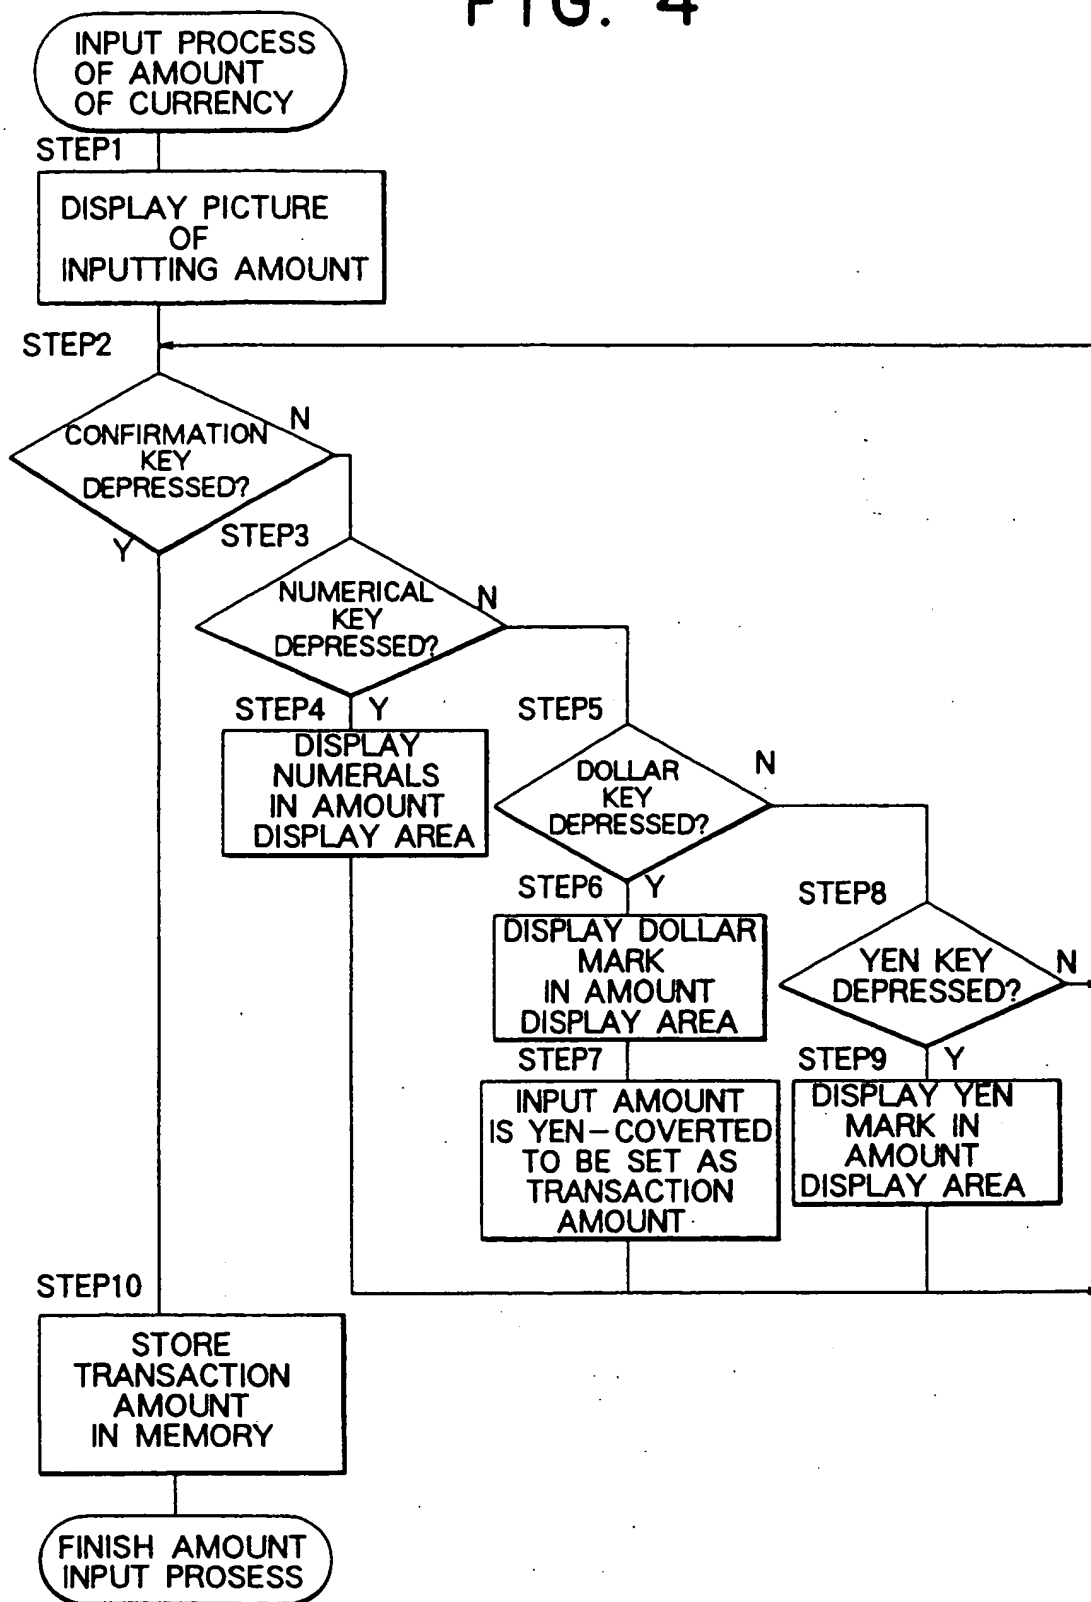 FIG. 4
INPUT PROCESS
OF AMOUNT
OF CURRENCY
STEP1
DISPLAY PICTURE
OF
INPUTTING AMOUNT
STEP2
CONFIRMATION
KEY
DEPRESSED?
N
Y
STEP3
NUMERICAL
KEY
DEPRESSED?
N
STEP4
Y
DISPLAY
NUMERALS
IN AMOUNT
DISPLAY AREA
STEP5
DOLLAR
KEY
DEPRESSED?
N
STEP6
Y
DISPLAY DOLLAR
MARK
IN AMOUNT
DISPLAY AREA
STEP7
INPUT AMOUNT
IS YEN-COVERTED
TO BE SET AS
TRANSACTION
AMOUNT
STEP8
YEN KEY
DEPRESSED?
N
STEP9
Y
DISPLAY YEN
MARK IN
AMOUNT
DISPLAY AREA
STEP10
STORE
TRANSACTION
AMOUNT
IN MEMORY
FINISH AMOUNT
INPUT PROSESS